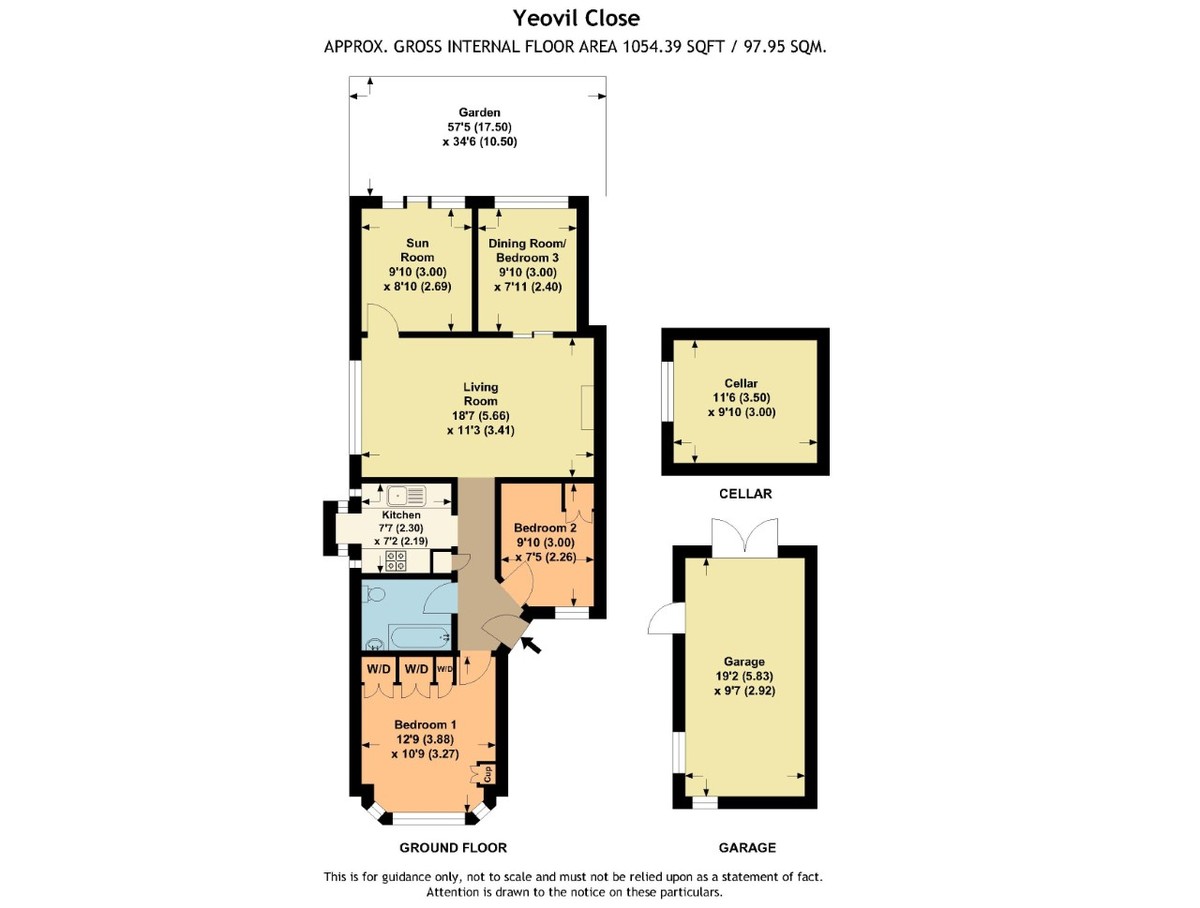 Yeovil Close
APPROX. GROSS INTERNAL FLOOR AREA 1054.39 SQFT / 97.95 SQM.
Garden
57'5 (17.50)
x 34'6 (10.50)
Sun
Room
9'10 (3.00)
x 8'10 (2.69)
Dining Room/
Bedroom 3
9'10 (3.00)
x 7'11 (2.40)
Living
Room
18'7 (5.66)
x 11'3 (3.41)
Cellar
11'6 (3.50)
x 9'10 (3.00)
CELLAR
Kitchen
7'7 (2.30)
x 7'2 (2.19)
Bedroom 2
9'10 (3.00)
x 7'5 (2.26)
W/D
W/D
W/D
Bedroom 1
12'9 (3.88)
x 10'9 (3.27)
Cup
Garage
19'2 (5.83)
x 9'7 (2.92)
GROUND FLOOR
GARAGE
This is for guidance only, not to scale and must not be relied upon as a statement of fact.
Attention is drawn to the notice on these particulars.